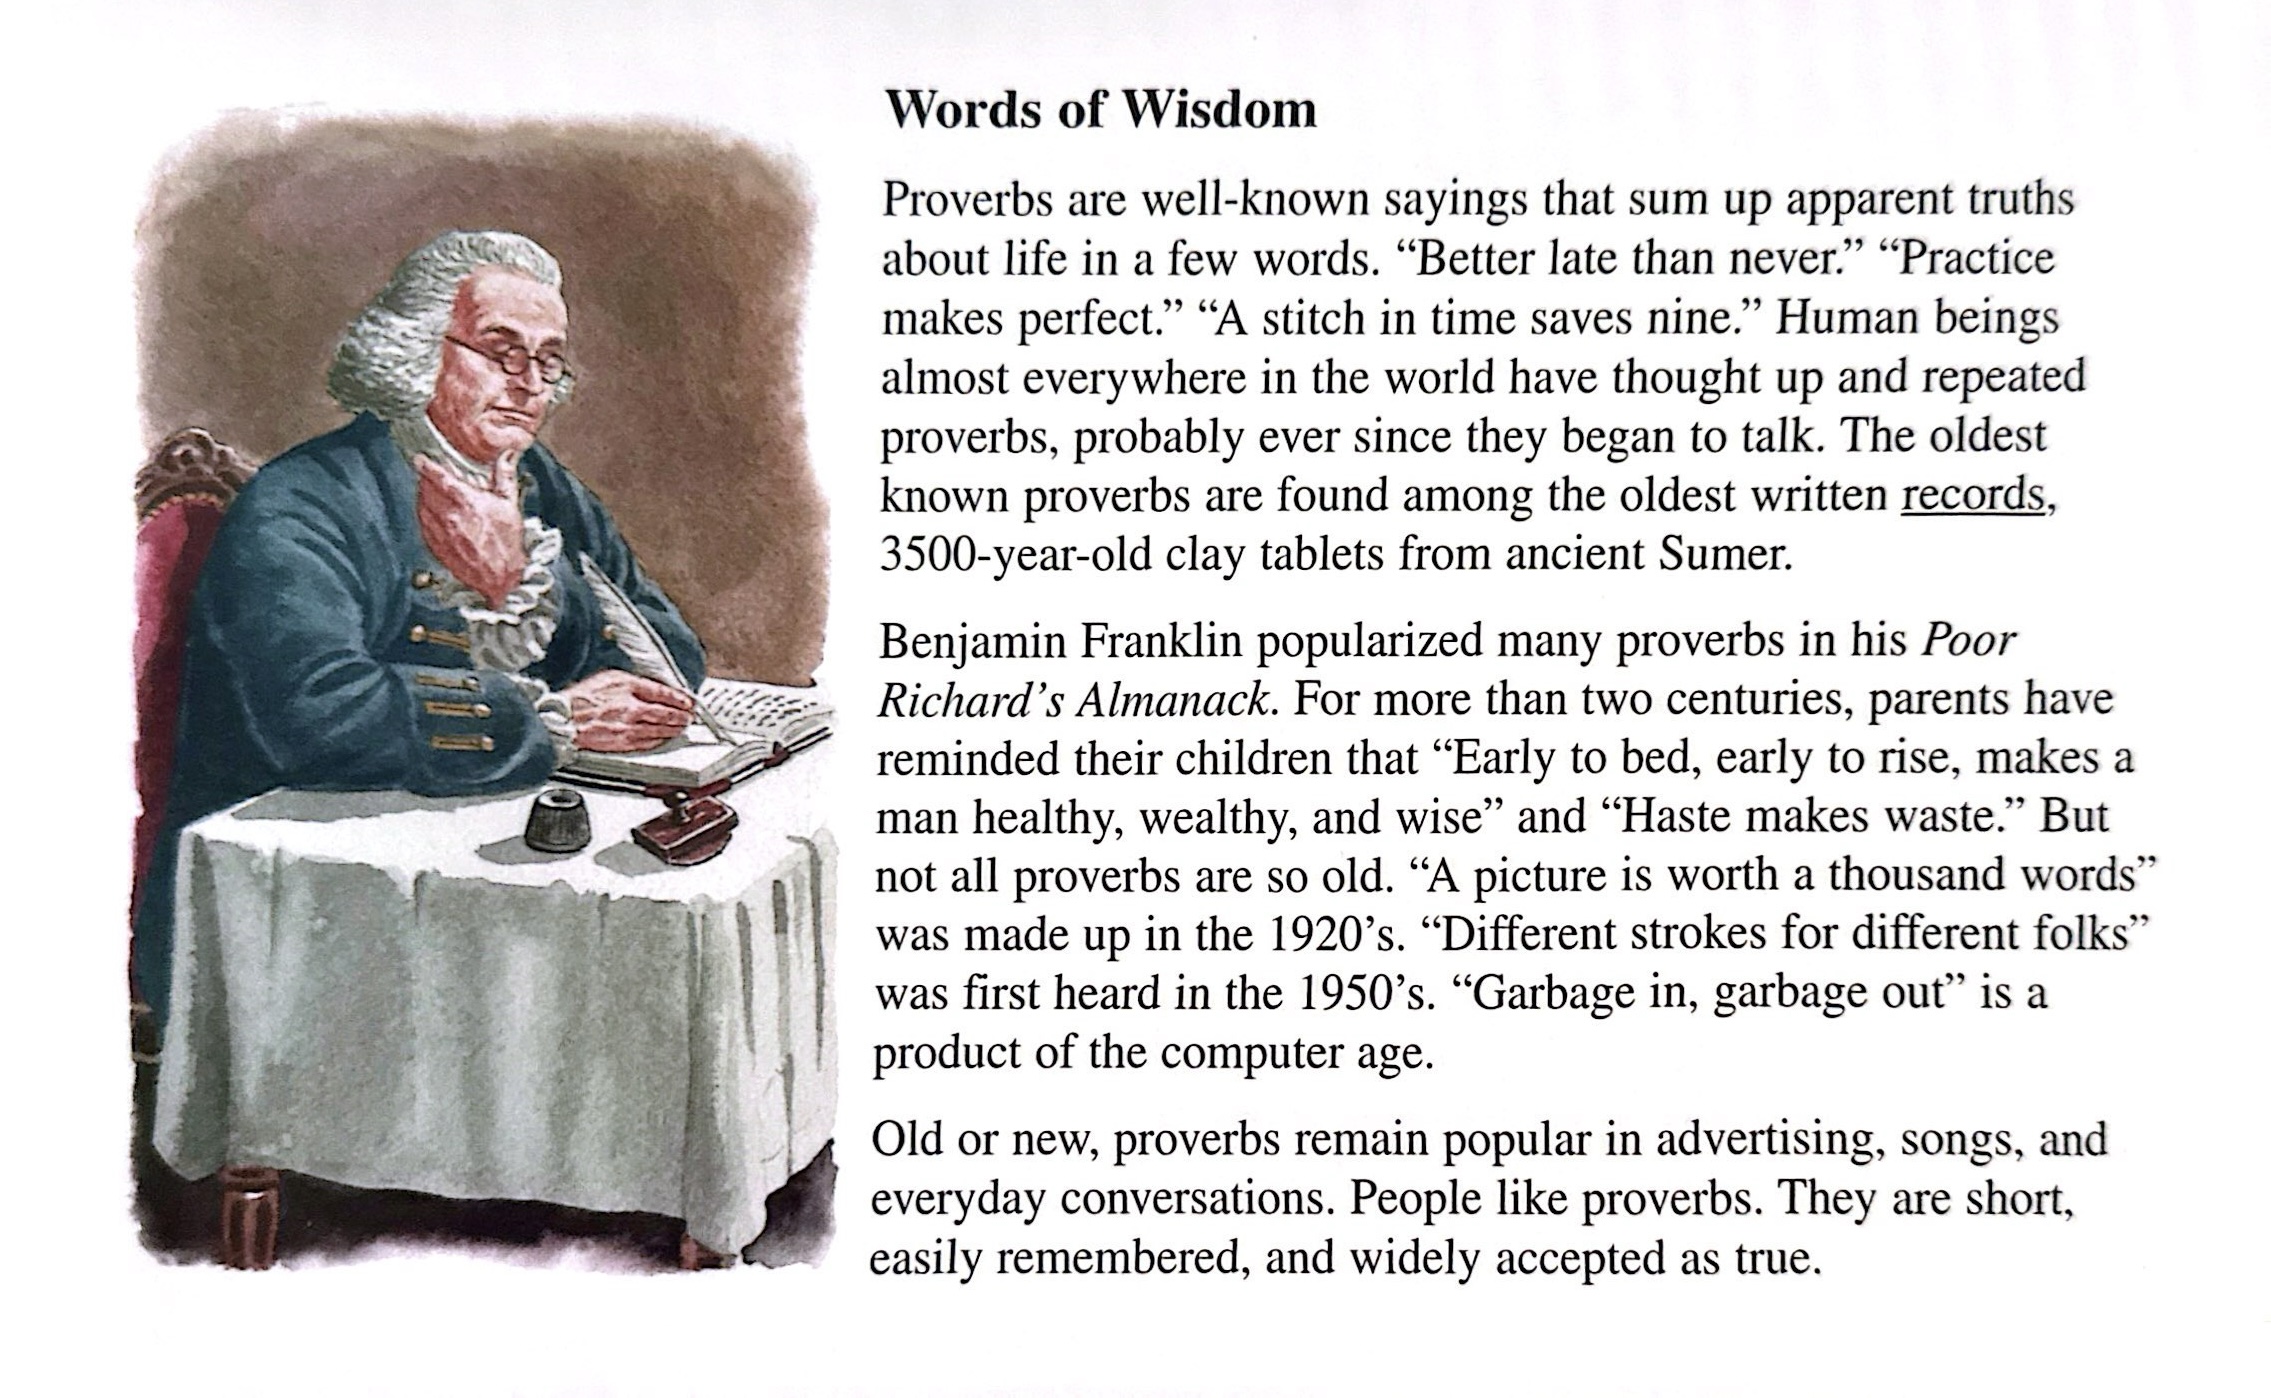 Words of Wisdom
Proverbs are well-known sayings that sum up apparent truths
about life in a few words. “Better late than never.” “Practice
makes perfect.” “A stitch in time saves nine.” Human beings
almost everywhere in the world have thought up and repeated
proverbs, probably ever since they began to talk. The oldest
known proverbs are found among the oldest written records,
3500-year-old clay tablets from ancient Sumer.
Benjamin Franklin popularized many proverbs in his Poor
Richard’s Almanack. For more than two centuries, parents have
reminded their children that “Early to bed, early to rise, makes a
man healthy, wealthy, and wise” and “Haste makes waste.” But
not all proverbs are so old. “A picture is worth a thousand words”
was made up in the 1920’s. “Different strokes for different folks”
was first heard in the 1950’s. “Garbage in, garbage out” is a
product of the computer age.
Old or new, proverbs remain popular in advertising, songs, and
everyday conversations. People like proverbs. They are short,
easily remembered, and widely accepted as true.